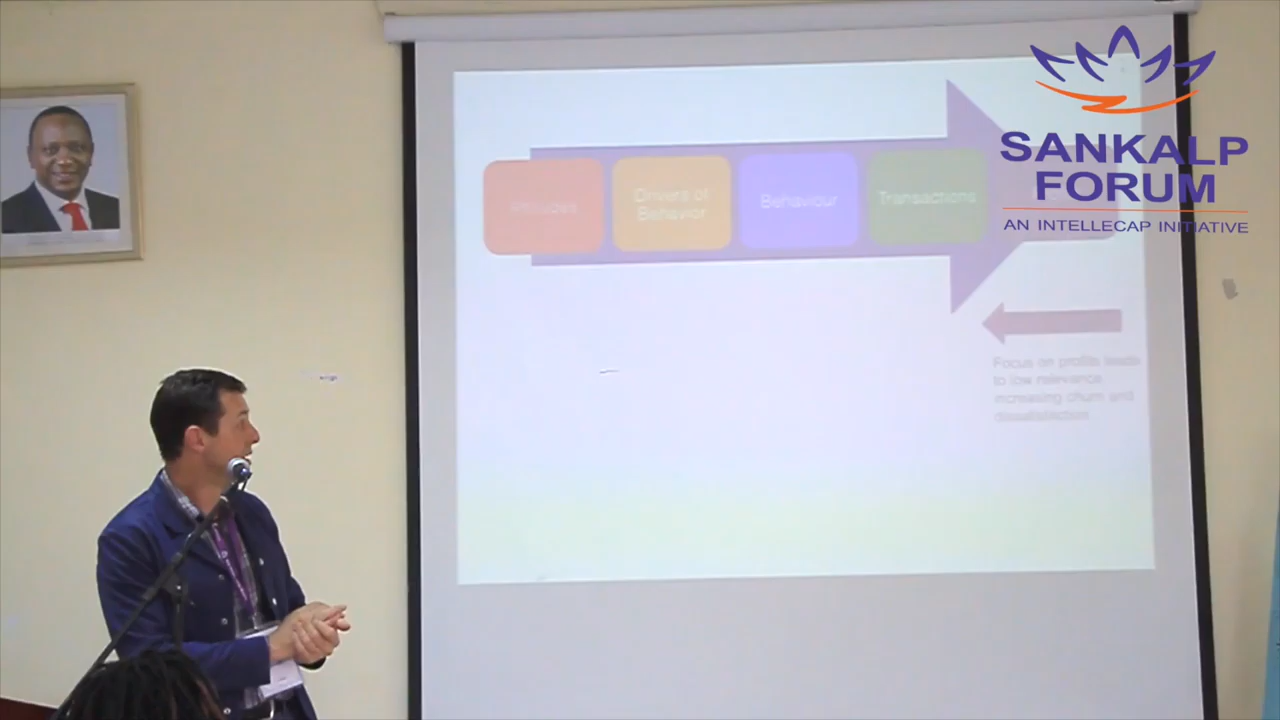 SANKALP
FORUM
AN INTELLECAP INITIATIVE
Attitudes
Drivers of
Behavior
Behaviour
Transactions
Focus on profits leads
to low relevance
increasing churn and
dissatisfaction